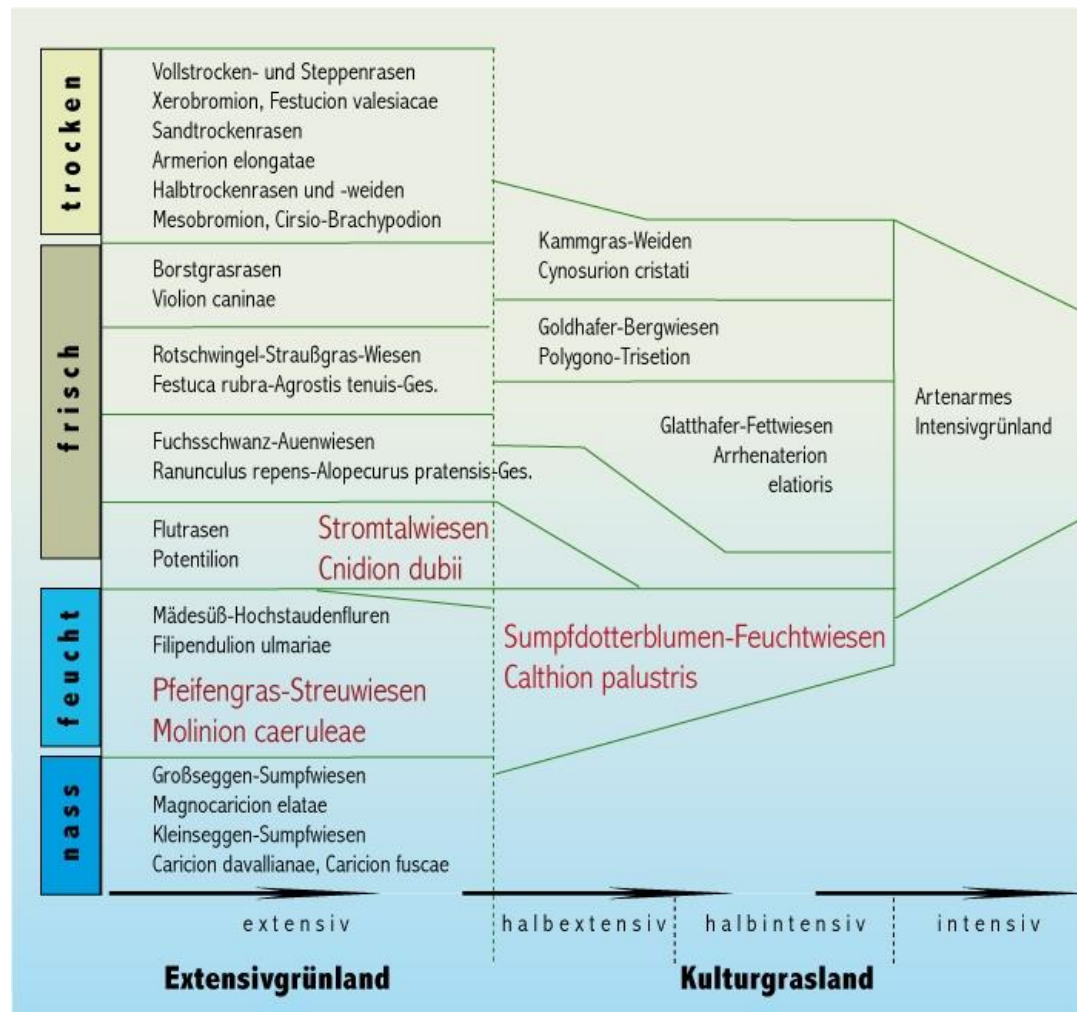 trocken
Vollstrocken- und Steppenrasen
Xerobromion, Festucion valesiacae
Sandtrockenrasen
Armerion elongatae
Halbtrockenrasen und -weiden
Mesobromion, Cirsio-Brachypodion
Kammgras-Weiden
Cynosurion cristati
frisch
Borstgrasrasen
Violion caninae
Goldhafer-Bergwiesen
Polygono-Trisetion
Rotschwingel-Straußgras-Wiesen
Festuca rubra-Agrostis tenuis-Ges.
Artenarmes
Intensivgrünland
Glatthafer-Fettwiesen
Arrhenaterion
elatioris
Fuchsschwanz-Auenwiesen
Ranunculus repens-Alopecurus pratensis-Ges.
Flutrasen
Potentilion
Stromtalwiesen
Cnidion dubii
feucht
Mädesüß-Hochstaudenfluren
Filipendulion ulmariae
Sumpfdotterblumen-Feuchtwiesen
Calthion palustris
Pfeifengras-Streuwiesen
Molinion caeruleae
nass
Großseggen-Sumpfwiesen
Magnocaricion elatae
Kleinseggen-Sumpfwiesen
Caricion davallianae, Caricion fuscae
extensiv
halbextensiv
halbintensiv
intensiv
Extensivgrünland
Kulturgrasland